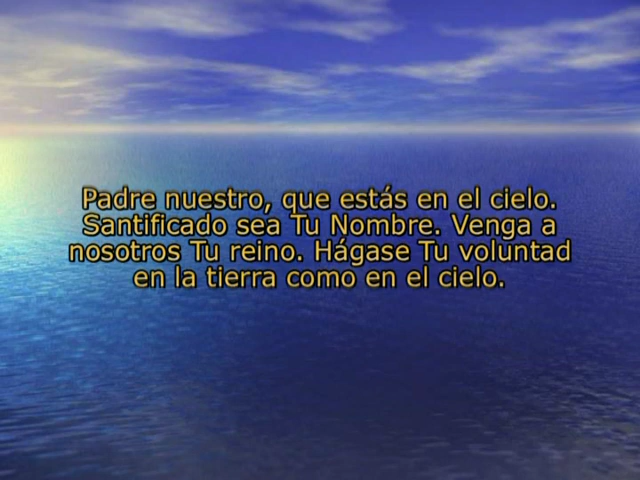 Padre nuestro, que estás en el cielo.
Santificado sea Tu Nombre. Venga a
nosotros Tu reino. Hágase Tu voluntad
en la tierra como en el cielo.